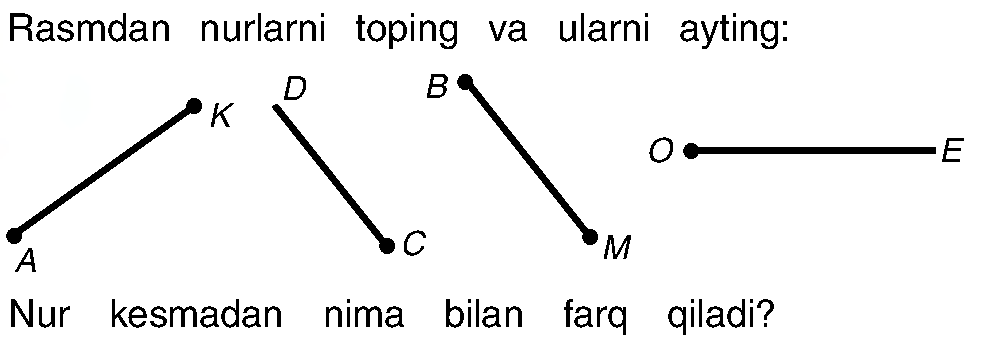 Rasmdan nurlarni toping va ularni ayting:
D
B
K
O
E
A
C
M
Nur kesmadan nima bilan farq qiladi?